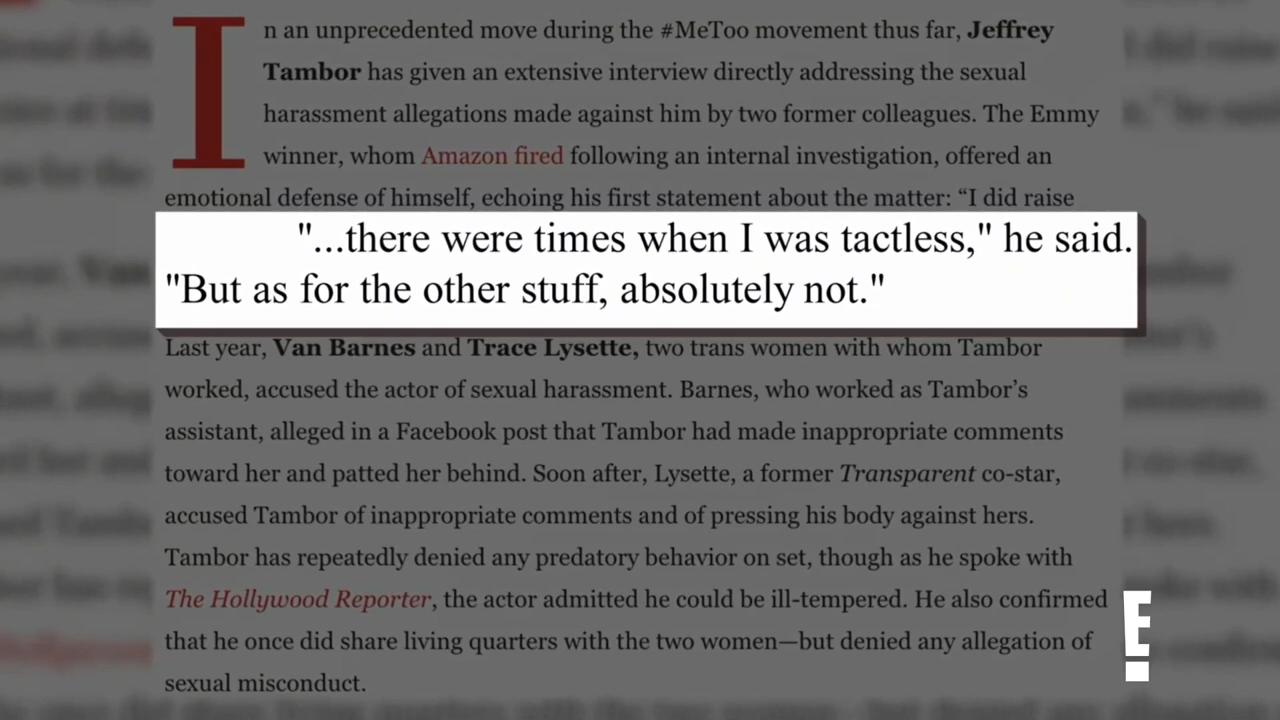 In an unprecedented move during the #MeToo movement thus far, Jeffrey
Tambor has given an extensive interview directly addressing the sexual
harassment allegations made against him by two former colleagues. The Emmy
winner, whom Amazon fired following an internal investigation, offered an
emotional defense of himself, echoing his first statement about the matter: “I did raise
"...there were times when I was tactless," he said.
"But as for the other stuff, absolutely not."
Last year, Van Barnes and Trace Lysette, two trans women with whom Tambor
worked, accused the actor of sexual harassment. Barnes, who worked as Tambor’s
assistant, alleged in a Facebook post that Tambor had made inappropriate comments
toward her and patted her behind. Soon after, Lysette, a former Transparent co-star,
accused Tambor of inappropriate comments and of pressing his body against hers.
Tambor has repeatedly denied any predatory behavior on set, though as he spoke with
The Hollywood Reporter, the actor admitted he could be ill-tempered. He also confirmed
that he once did share living quarters with the two women—but denied any allegation of
sexual misconduct.
E